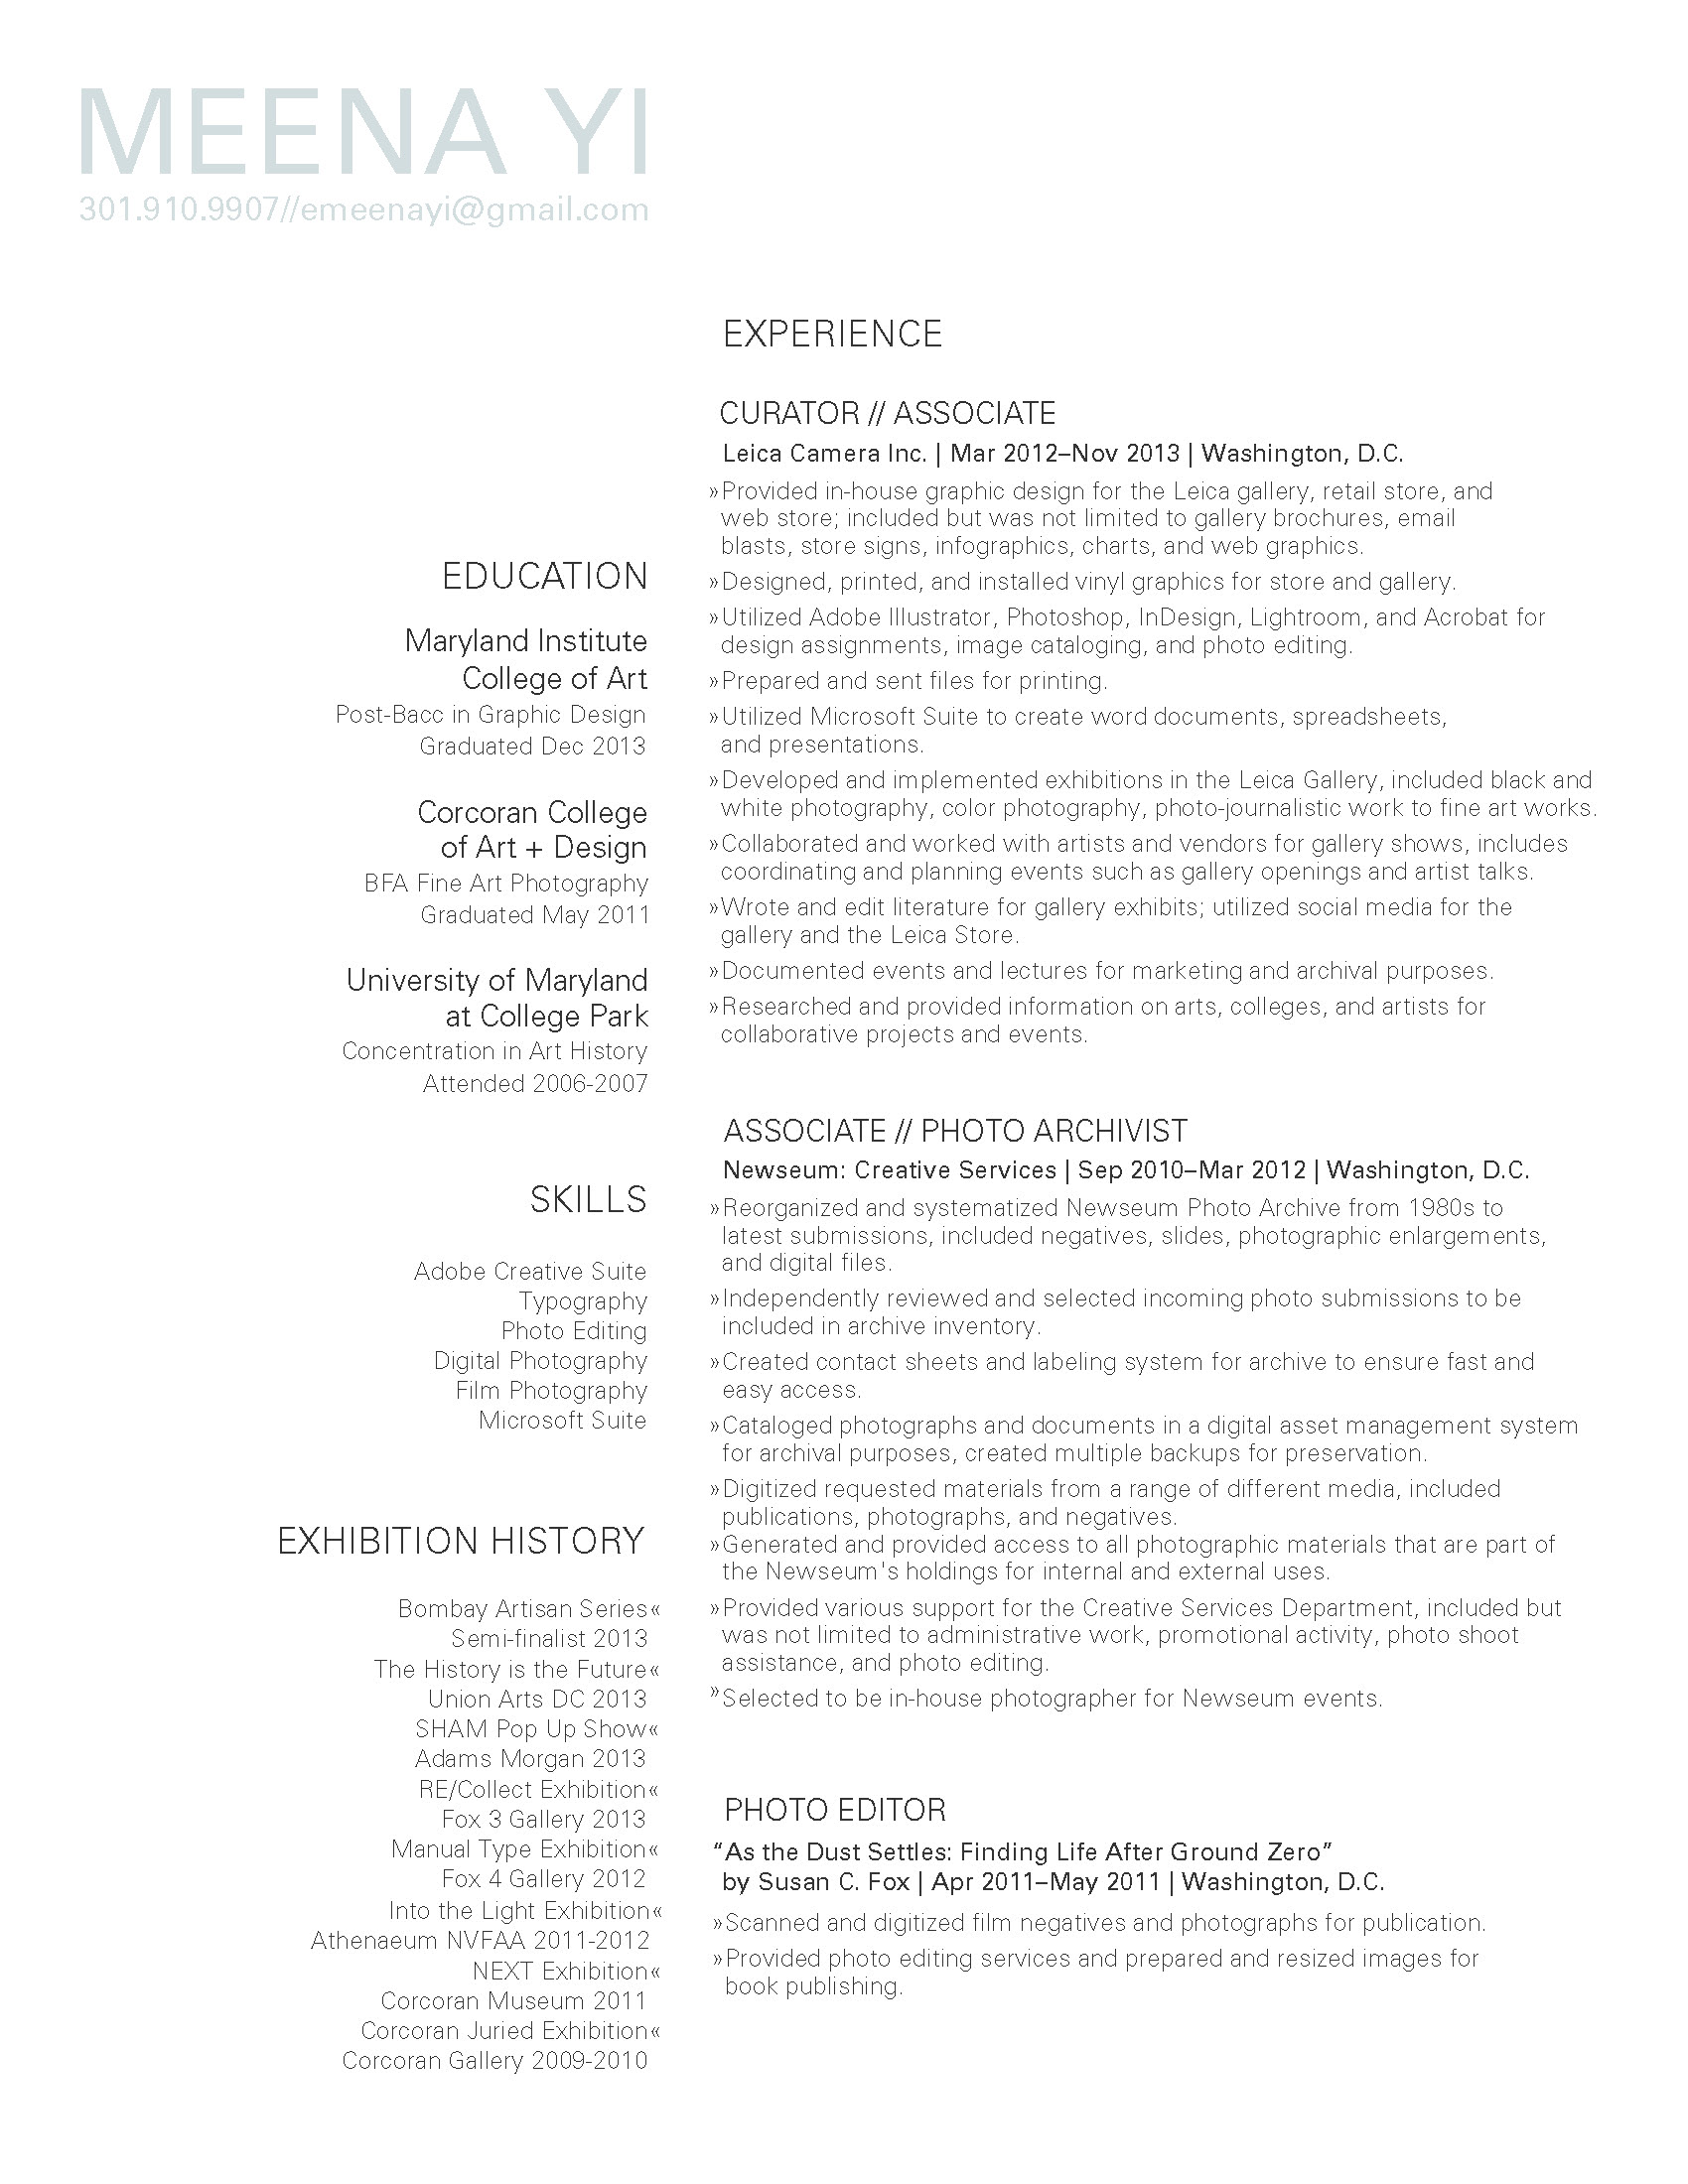 MEENA YI
301.910.9907//emeenayi@gmail.com
EDUCATION
Maryland Institute
College of Art
Post-Bacc in Graphic Design
Graduated Dec 2013
Corcoran College
of Art + Design
BFA Fine Art Photography
Graduated May 2011
University of Maryland
at College Park
Concentration in Art History
Attended 2006-2007
SKILLS
Adobe Creative Suite
Typography
Photo Editing
Digital Photography
Film Photography
Microsoft Suite
EXHIBITION HISTORY
Bombay Artisan Series«
Semi-finalist 2013
The History is the Future«
Union Arts DC 2013
SHAM Pop Up Show«
Adams Morgan 2013
RE/Collect Exhibition«
Fox 3 Gallery 2013
Manual Type Exhibition«
Fox 4 Gallery 2012
Into the Light Exhibition«
Athenaeum NVFAA 2011-2012
NEXT Exhibition«
Corcoran Museum 2011
Corcoran Juried Exhibition«
Corcoran Gallery 2009-2010
EXPERIENCE
CURATOR // ASSOCIATE
Leica Camera Inc. | Mar 2012–Nov 2013 | Washington, D.C.
»Provided in-house graphic design for the Leica gallery, retail store, and
web store; included but was not limited to gallery brochures, email
blasts, store signs, infographics, charts, and web graphics.
»Designed, printed, and installed vinyl graphics for store and gallery.
»Utilized Adobe Illustrator, Photoshop, InDesign, Lightroom, and Acrobat for
design assignments, image cataloging, and photo editing.
»Prepared and sent files for printing.
»Utilized Microsoft Suite to create word documents, spreadsheets,
and presentations.
»Developed and implemented exhibitions in the Leica Gallery, included black and
white photography, color photography, photo-journalistic work to fine art works.
»Collaborated and worked with artists and vendors for gallery shows, includes
coordinating and planning events such as gallery openings and artist talks.
»Wrote and edit literature for gallery exhibits; utilized social media for the
gallery and the Leica Store.
»Documented events and lectures for marketing and archival purposes.
»Researched and provided information on arts, colleges, and artists for
collaborative projects and events.
ASSOCIATE // PHOTO ARCHIVIST
Newseum: Creative Services | Sep 2010–Mar 2012 | Washington, D.C.
»Reorganized and systematized Newseum Photo Archive from 1980s to
latest submissions, included negatives, slides, photographic enlargements,
and digital files.
»Independently reviewed and selected incoming photo submissions to be
included in archive inventory.
»Created contact sheets and labeling system for archive to ensure fast and
easy access.
»Cataloged photographs and documents in a digital asset management system
for archival purposes, created multiple backups for preservation.
»Digitized requested materials from a range of different media, included
publications, photographs, and negatives.
»Generated and provided access to all photographic materials that are part of
the Newseum's holdings for internal and external uses.
»Provided various support for the Creative Services Department, included but
was not limited to administrative work, promotional activity, photo shoot
assistance, and photo editing.
»Selected to be in-house photographer for Newseum events.
PHOTO EDITOR
“As the Dust Settles: Finding Life After Ground Zero”
by Susan C. Fox | Apr 2011–May 2011 | Washington, D.C.
»Scanned and digitized film negatives and photographs for publication.
»Provided photo editing services and prepared and resized images for
book publishing.